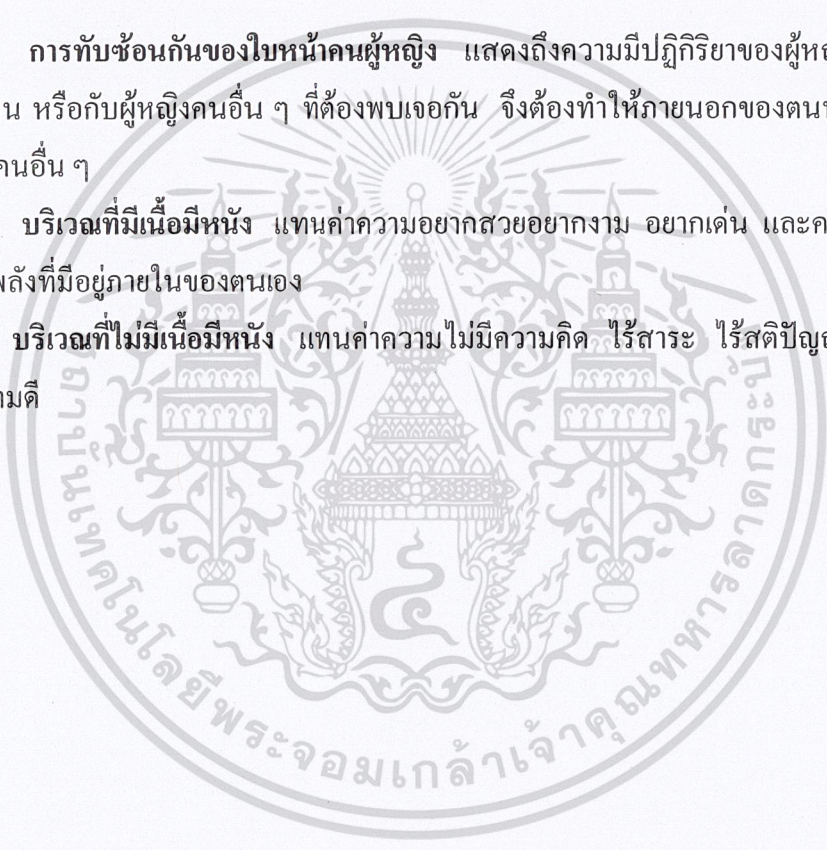 การทับซ้อนกันของใบหน้าคนผู้หญิง แสดงถึงความมีปฏิกิริยาของ
น หรือกับผู้หญิงคนอื่น ๆ ที่ต้องพบเจอกัน จึงต้องทำให้ภายนอกของตน
คนอื่น ๆ
บริเวณที่มีเนื้อมีหนัง แทนค่าความอยากสวยอยากงาม อยากเด่น และ
พลังที่มีอยู่ภายในของตนเอง
บริเวณที่ไม่มีเนื้อมีหนัง แทนค่าความไม่มีความคิด ไร้สาระ
ามดี
สถาบันเทคโนโลยีพระจอมเกล้าเจ้าคุณทหารลาดกระบัง